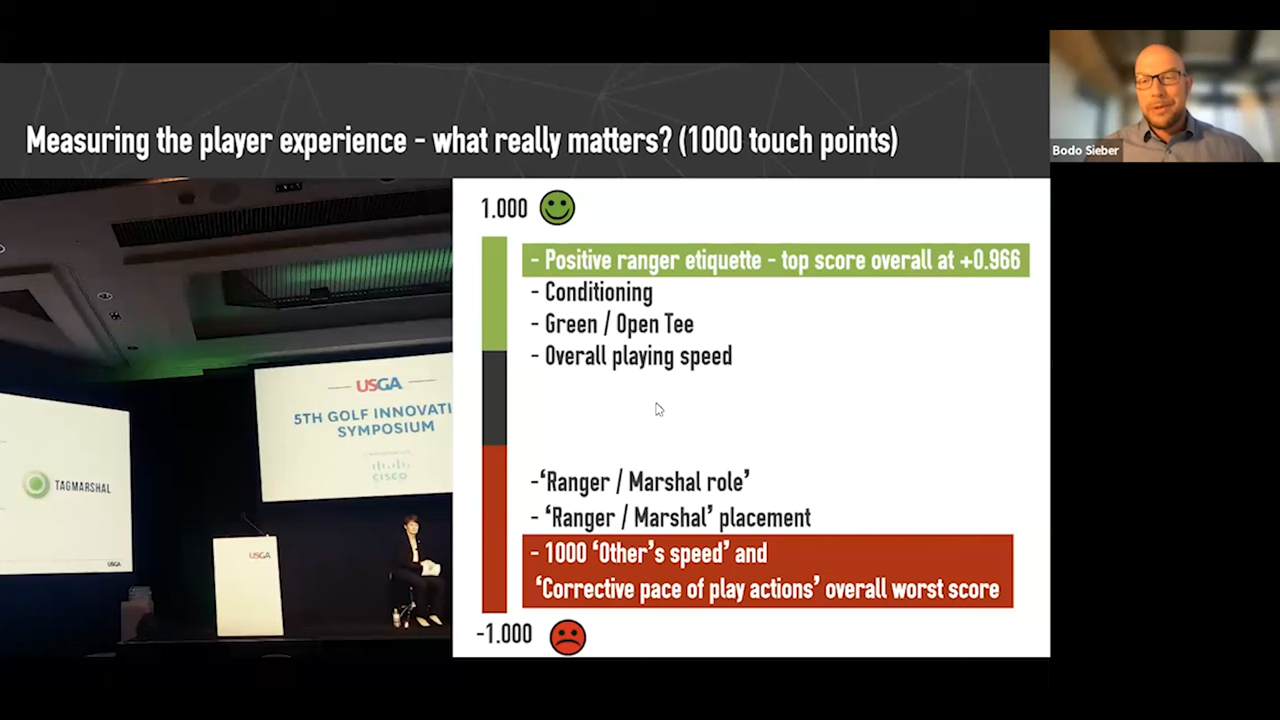 Measuring the player experience - what really matters? (1000 touch points)
Bodo Sieber
1.000
- Positive ranger etiquette - top score overall at +0.966
- Conditioning
- Green / Open Tee
- Overall playing speed
-‘Ranger / Marshal role’
- ‘Ranger / Marshal’ placement
- 1000 ‘Other’s speed’ and
‘Corrective pace of play actions’ overall worst score
-1.000
USGA
5TH GOLF INNOVATI
SYMPOSIUM
CISCO
TAGMARSHAL
USGA
USGA